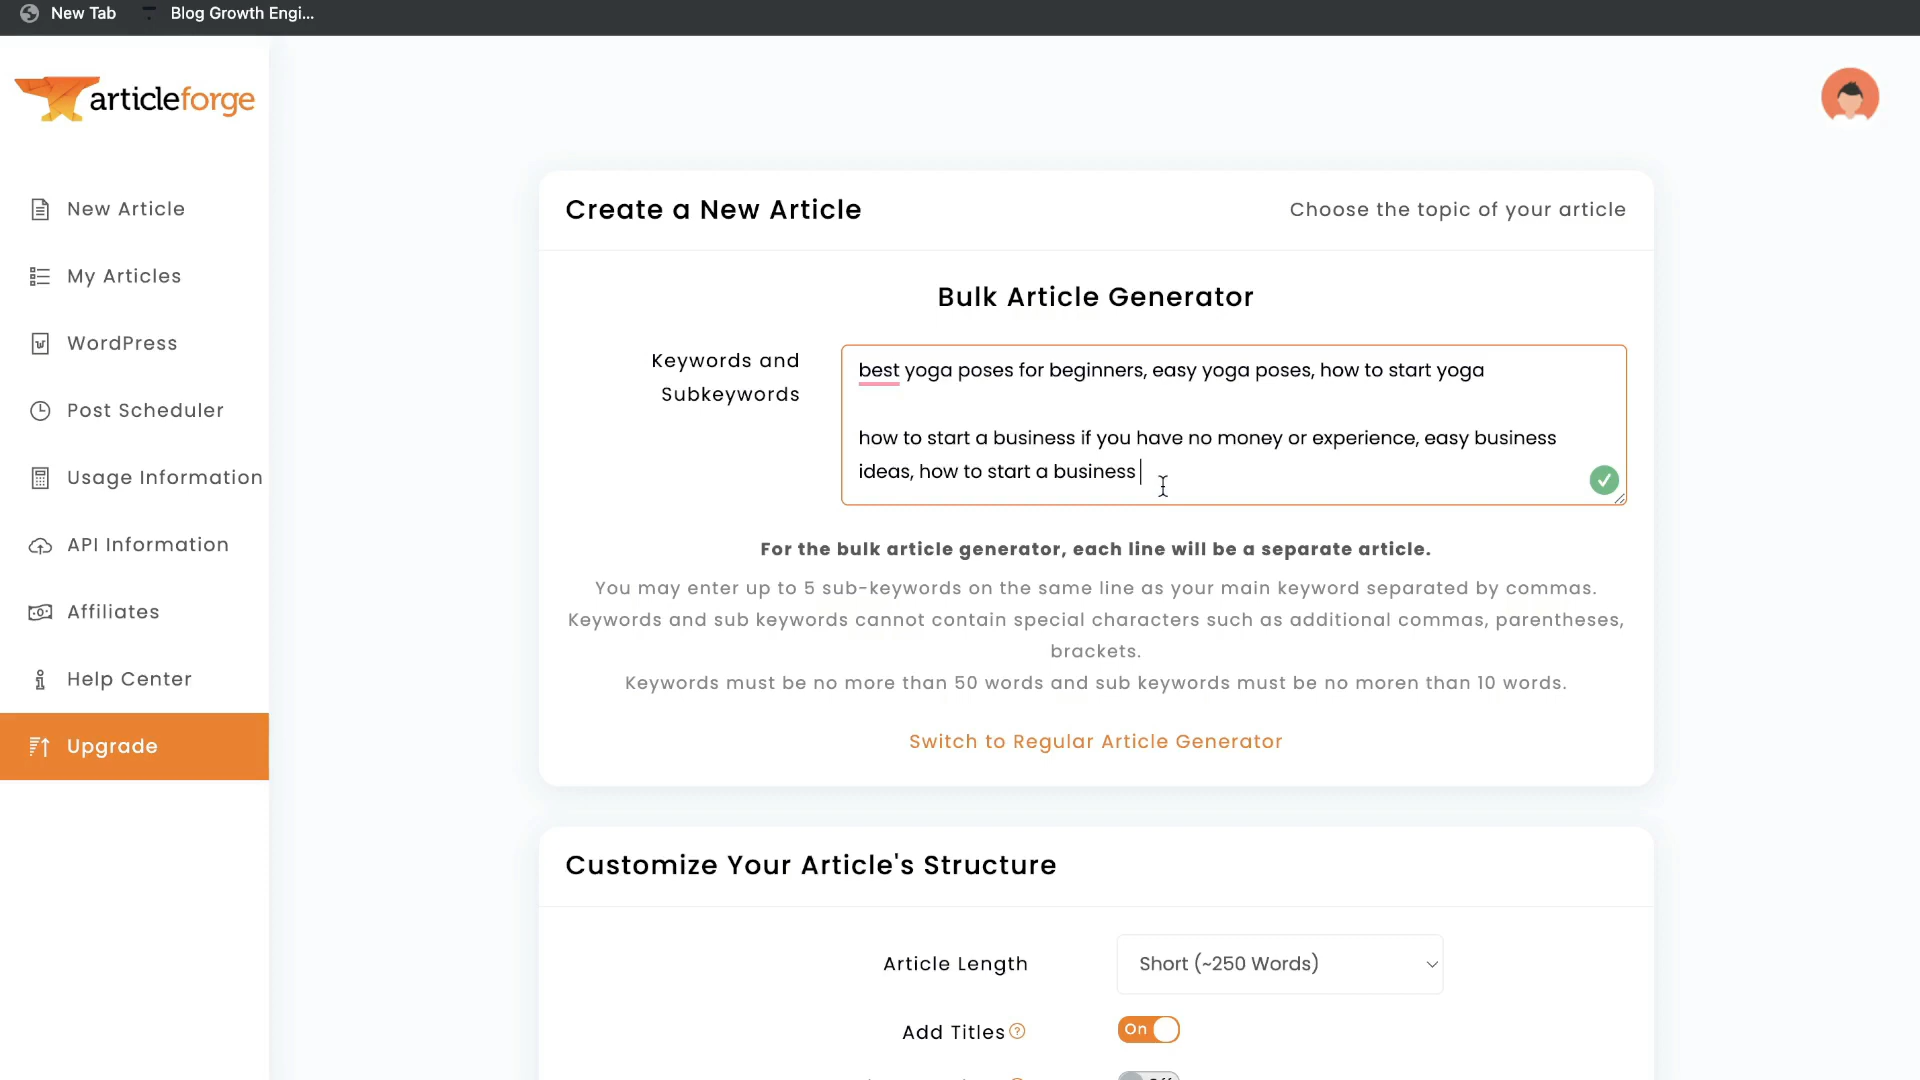 New Tab
Blog Growth Engi...
articleforge
New Article
My Articles
WordPress
Post Scheduler
Usage Information
API Information
Affiliates
Help Center
Upgrade
Create a New Article
Choose the topic of your article
Bulk Article Generator
Keywords and
Subkeywords
best yoga poses for beginners, easy yoga poses, how to start yoga
how to start a business if you have no money or experience, easy business
ideas, how to start a business
For the bulk article generator, each line will be a separate article.
You may enter up to 5 sub-keywords on the same line as your main keyword separated by commas.
Keywords and sub keywords cannot contain special characters such as additional commas, parentheses,
brackets.
Keywords must be no more than 50 words and sub keywords must be no moren than 10 words.
Switch to Regular Article Generator
Customize Your Article's Structure
Article Length
Short (~250 Words)
Add Titles
On